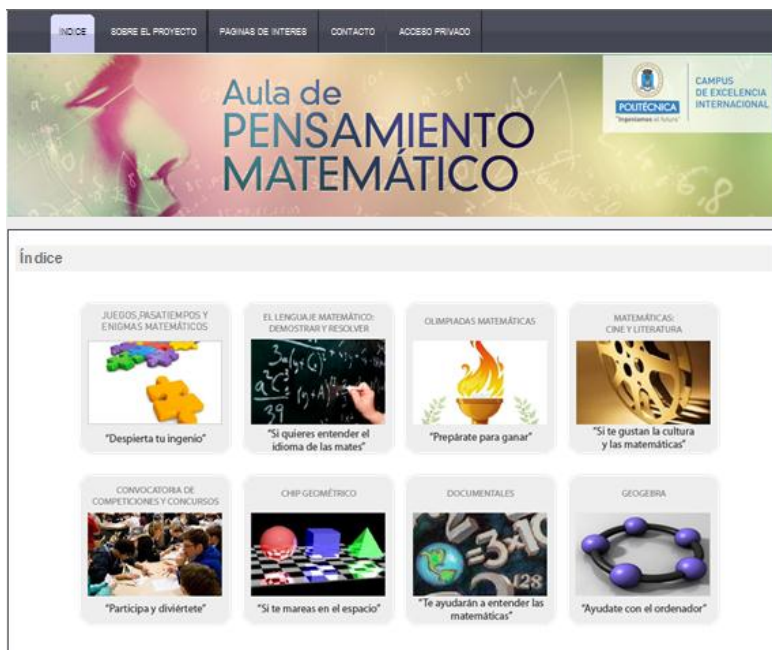 INDICE
SOBRE EL PROYECTO
PAGINAS DE INTERES
CONTACTO
ACCESO PRIVADO
Aula de
PENSAMIENTO
MATEMÁTICO
POLITÉCNICA
"Ingeniamos el futuro"
CAMPUS
DE EXCELENCIA
INTERNACIONAL
Índice
JUEGOS,PASATIEMPOS Y
ENIGMAS MATEMÁTICOS
"Despierta tu ingenio"
EL LENGUAJE MATEMÁTICO:
DEMOSTRAR Y RESOLVER
"Si quieres entender el
idioma de las mates"
OLIMPIADAS MATEMÁTICAS
"Prepárate para ganar"
MATEMÁTICAS:
CINE Y LITERATURA
"Si te gustan la cultura
y las matemáticas"
CONVOCATORIA DE
COMPETICIONES Y CONCURSOS
"Participa y diviértete"
CHIP GEOMÉTRICO
"Si te mareas en el espacio"
DOCUMENTALES
"Te ayudarán a entender las
matemáticas"
GEOGEBRA
"Ayudate con el ordenador"